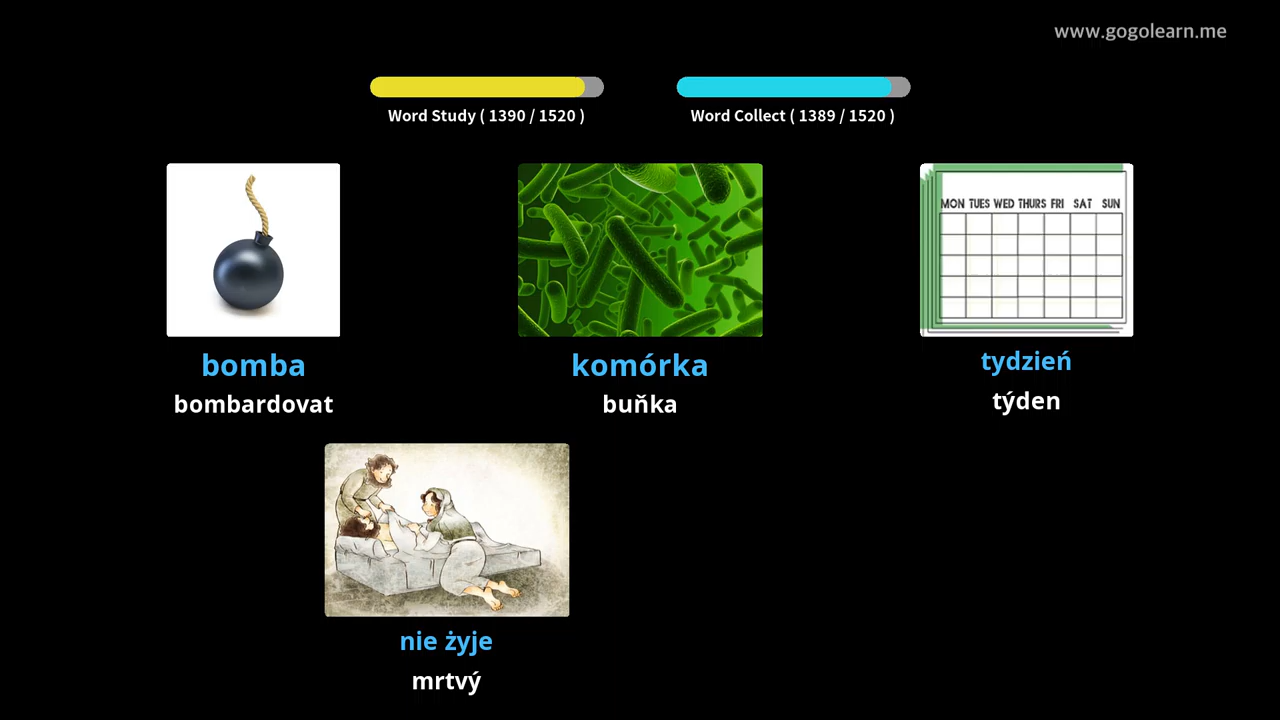 www.gogolearn.me
Word Study ( 1390 / 1520 )
Word Collect ( 1389 / 1520 )
MON TUES WED THURS FRI SAT SUN
bomba
bombardovat
komórka
buňka
tydzień
týden
nie żyje
mrtvý